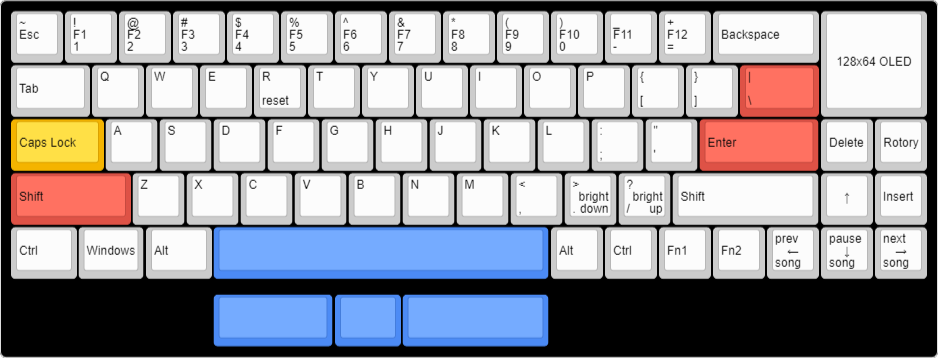 ~ ! @ # $ % ^ & * ( ) _ +
Esc F1 F2 F3 F4 F5 F6 F7 F8 F9 F10 F11 F12 Backspace
1 2 3 4 5 6 7 8 9 0 - =
128x64 OLED
Q W E R T Y U I O P { } |
Tab
reset [ ] \
A S D F G H J K L : "
Caps Lock Enter Delete Rotory
; '
Z X C V B N M < > ?
Shift bright bright Shift ↑ Insert
, . down / up
prev pause next
Ctrl Windows Alt Alt Ctrl Fn1 Fn2 ← ↓ →
song song song